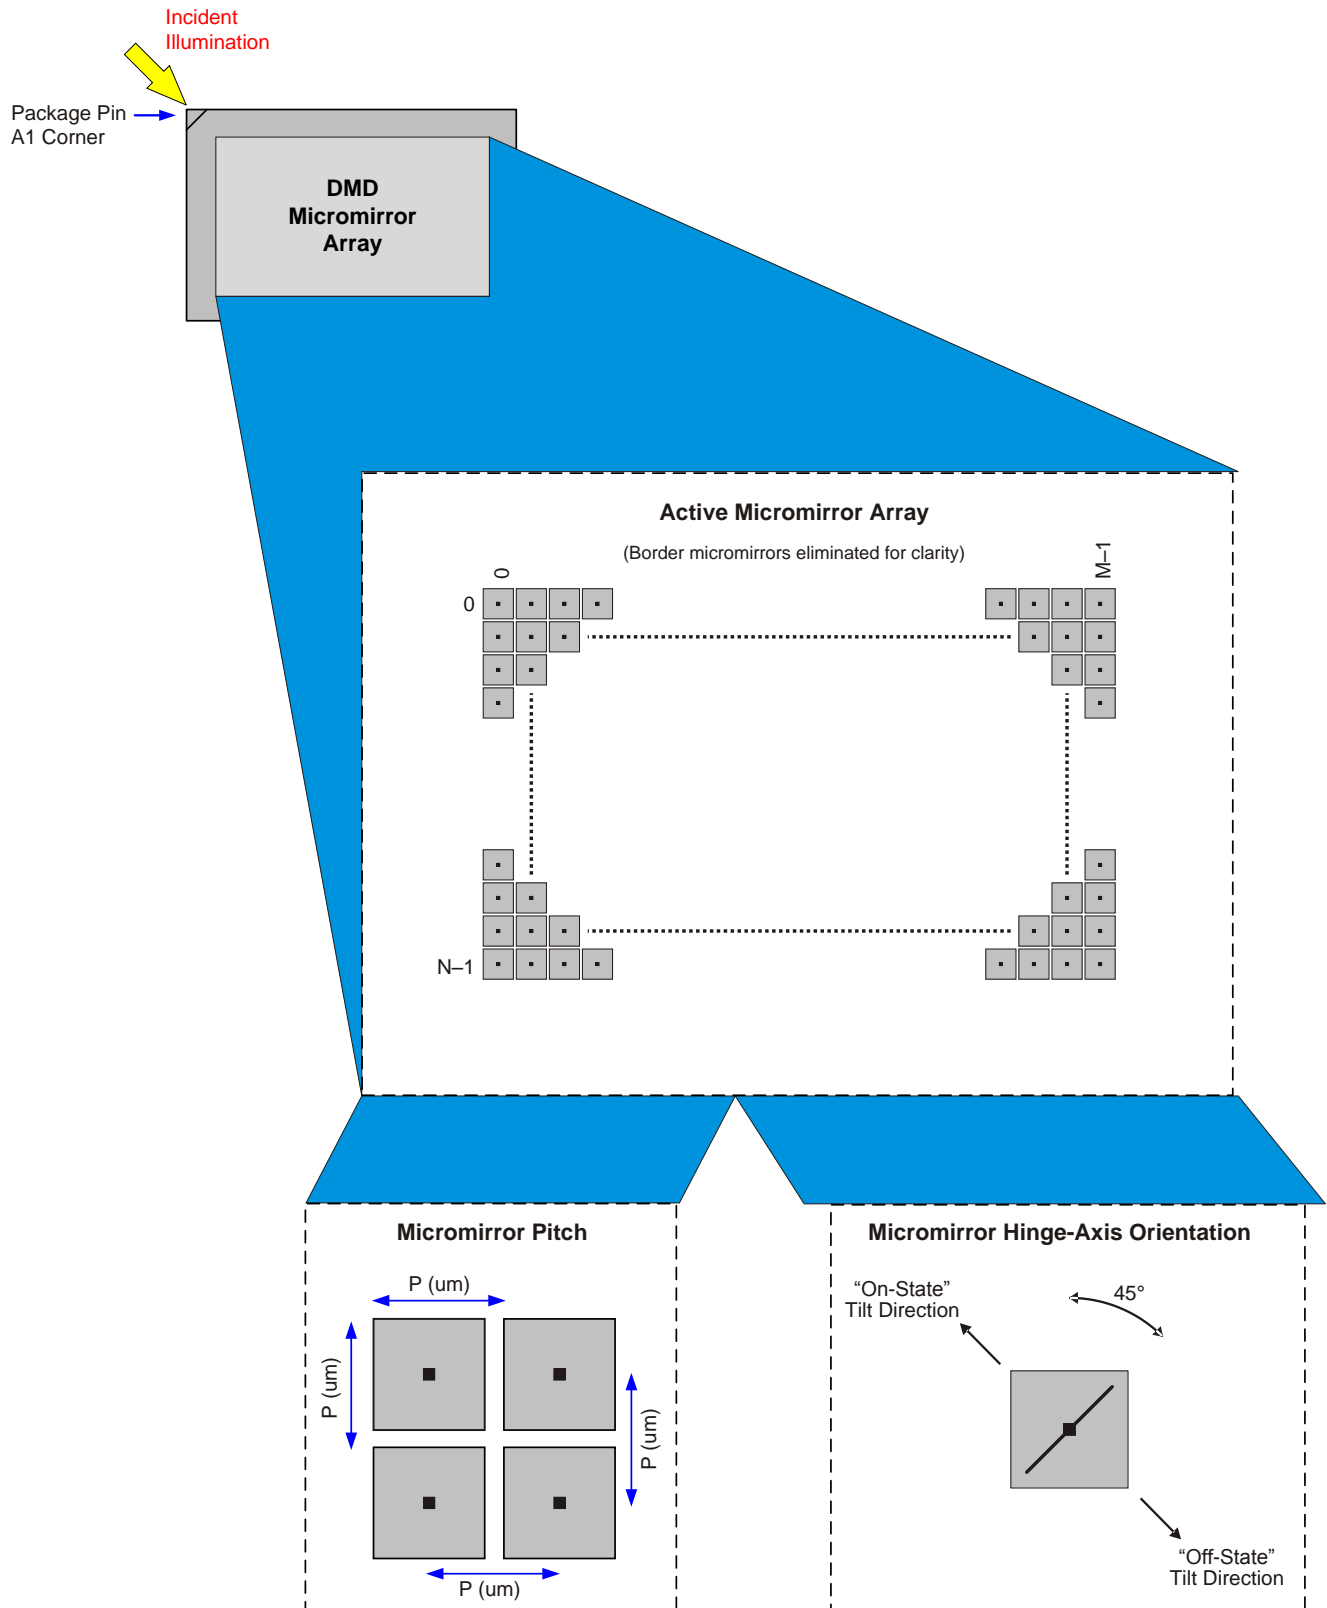 Incident
Illumination
Package Pin
A1 Corner
DMD
Micromirror
Array
Active Micromirror Array
(Border micromirrors eliminated for clarity)
0
M–1
0
N–1
Micromirror Pitch
P (um)
P (um)
P (um)
P (um)
Micromirror Hinge-Axis Orientation
“On-State”
Tilt Direction
45°
“Off-State”
Tilt Direction